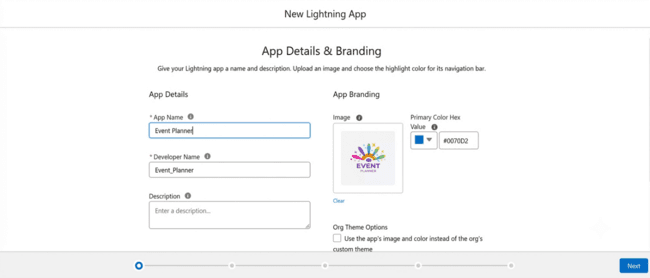 New Lightning App
App Details & Branding
Give your Lightning app a name and description. Upload an image and choose the highlight color for its navigation bar.
App Details
* App Name
Event Planner
* Developer Name
Event_Planner
Description
Enter a description...
App Branding
Image
EVENT
PLANNER
Clear
Primary Color Hex
Value
#0070D2
Org Theme Options
Use the app's image and color instead of the org's
custom theme
Next